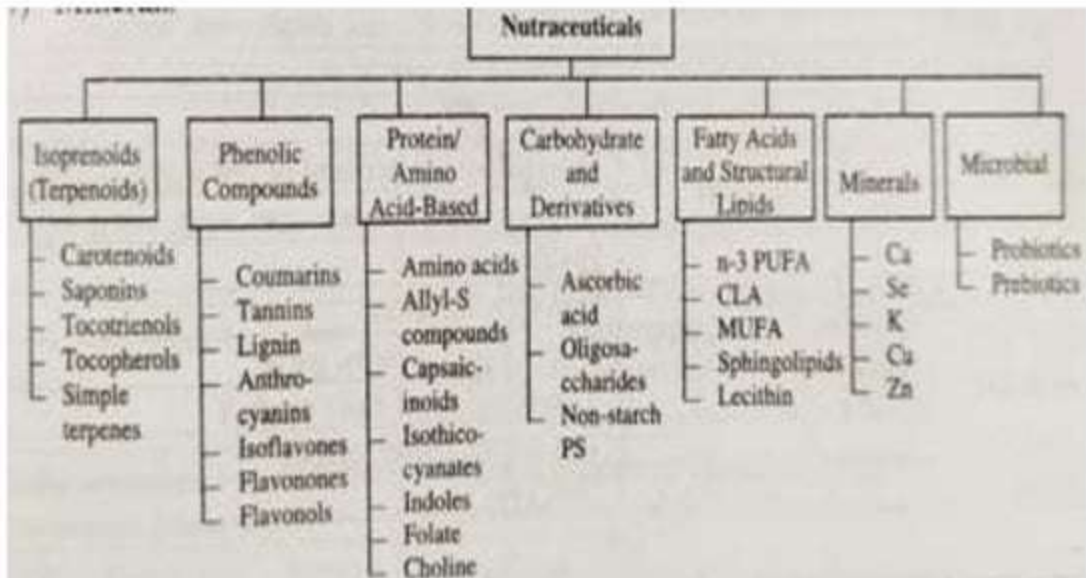 Nutraceuticals
Isoprenoids
(Terpenoids)
Carotenoids
Saponins
Tocotrienols
Tocopherols
Simple
terpenes
Phenolic
Compounds
Coumarins
Tannins
Lignin
Anthro-
cyanins
Isoflavones
Flavonones
Flavonols
Protein/
Amino
Acid-Based
Amino acids
Allyl-S
compounds
Capsaic-
inoids
Isothico-
cyanates
Indoles
Folate
Choline
Carbohydrate
and
Derivatives
Ascorbic
acid
Oligosa-
ccharides
Non-starch
PS
Fatty Acids
and Structural
Lipids
n-3 PUFA
CLA
MUFA
Sphingolipids
Lecithin
Minerals
Ca
Se
K
Cu
Zn
Microbial
Probiotics
Prebiotics